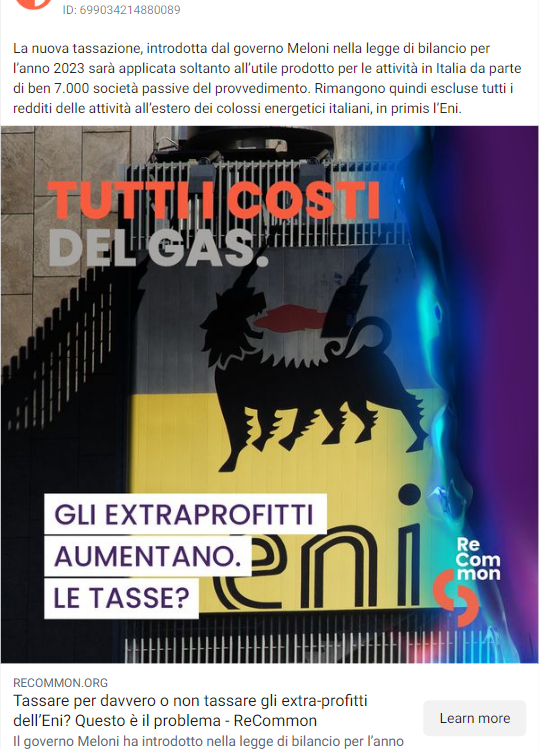 ID: 699034214880089
La nuova tassazione, introdotta dal governo Meloni nella legge di bilancio per
l’anno 2023 sarà applicata soltanto all’utile prodotto per le attività in Italia da parte
di ben 7.000 società passive del provvedimento. Rimangono quindi escluse tutti i
redditi delle attività all’estero dei colossi energetici italiani, in primis l’Eni.
TUTTI I COSTI
DEL GAS.
GLI EXTRAPROFITTI
AUMENTANO.
LE TASSE?
eni
Re
Com
mon
RECOMMON.ORG
Tassare per davvero o non tassare gli extra-profitti
dell’Eni? Questo è il problema - ReCommon
Learn more
Il governo Meloni ha introdotto nella legge di bilancio per l’anno